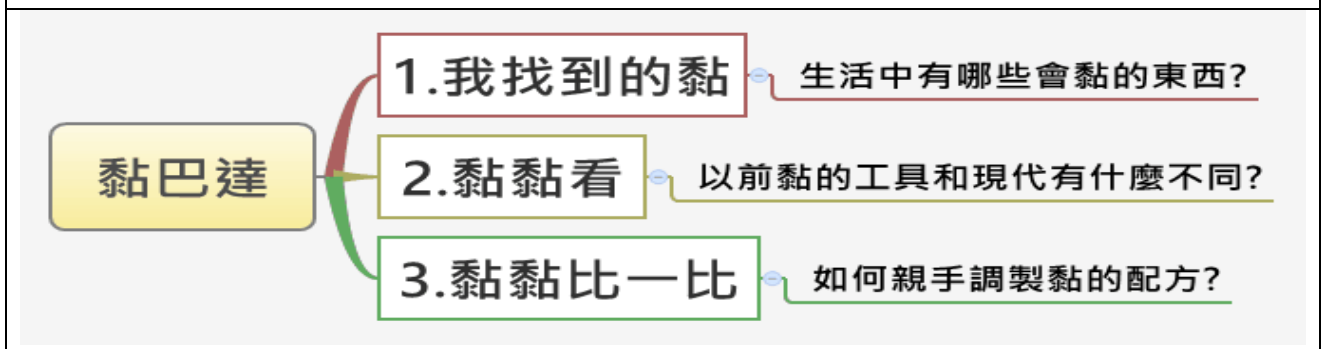 黏巴達
1.我找到的黏
生活中有哪些會黏的東西?
2.黏黏看
以前黏的工具和現代有什麼不同?
3.黏黏比一比
如何親手調製黏的配方?